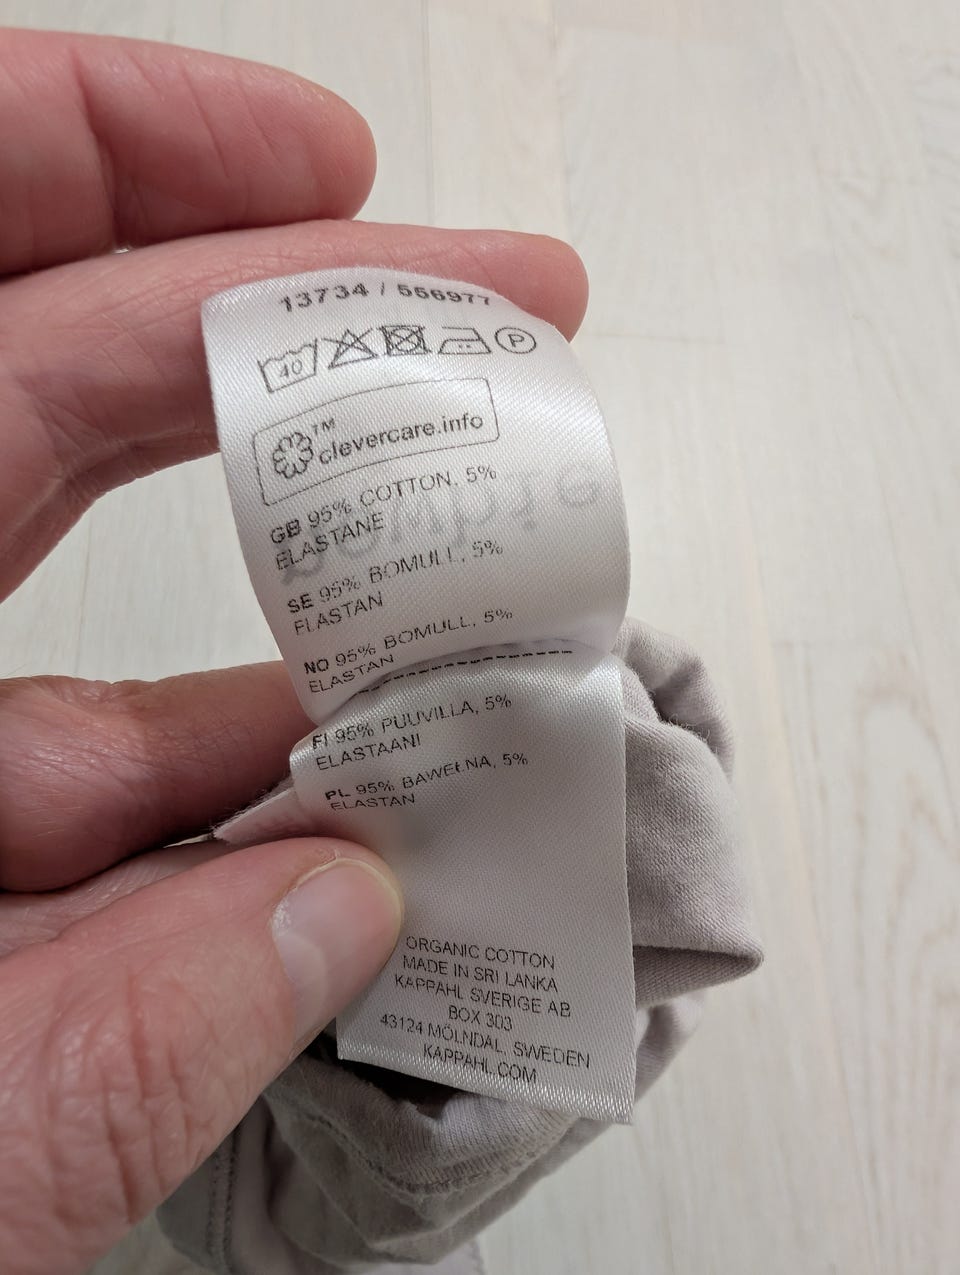 13734 / 556977
40 P
TM
clevercare.info
GB 95% COTTON, 5%
ELASTANE
SE 95% BOMULL, 5%
ELASTAN
NO 95% BOMULL, 5%
ELASTAN
FI 95% PUUVILLA, 5%
ELASTAANI
PL 95% BAWEŁNA, 5%
ELASTAN
ORGANIC COTTON
MADE IN SRI LANKA
KAPPAHL SVERIGE AB
BOX 303
43124 MÖLNDAL, SWEDEN
KAPPAHL.COM